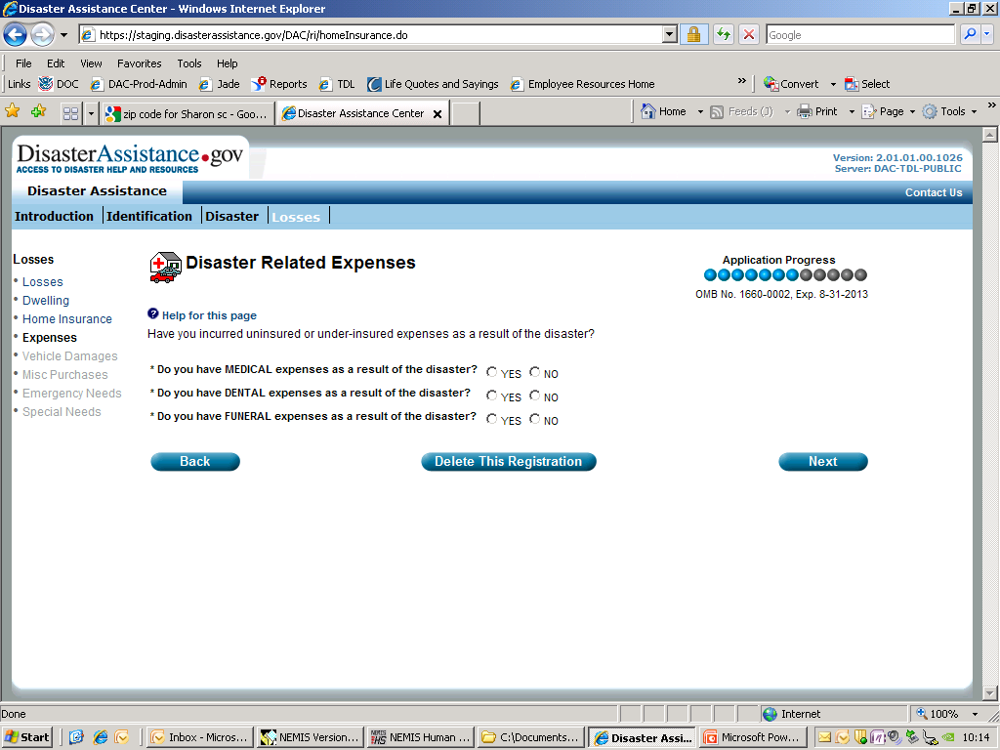 Disaster Assistance Center - Windows Internet Explorer
https://staging.disasterassistance.gov/DAC/ri/homeInsurance.do
Google
File Edit View Favorites Tools Help
Links DOC DAC-Prod-Admin Jade Reports TDL Life Quotes and Sayings Employee Resources Home » Convert Select
zip code for Sharon sc - Goo... Disaster Assistance Center Home Feeds (J) Print Page Tools »
DisasterAssistance.gov
ACCESS TO DISASTER HELP AND RESOURCES
Version: 2.01.01.00.1026
Server: DAC-TDL-PUBLIC
Disaster Assistance
Contact Us
Introduction Identification Disaster Losses
Losses
• Losses
• Dwelling
• Home Insurance
• Expenses
• Vehicle Damages
• Misc Purchases
• Emergency Needs
• Special Needs
Disaster Related Expenses
Application Progress
OMB No. 1660-0002, Exp. 8-31-2013
? Help for this page
Have you incurred uninsured or under-insured expenses as a result of the disaster?
* Do you have MEDICAL expenses as a result of the disaster? YES NO
* Do you have DENTAL expenses as a result of the disaster? YES NO
* Do you have FUNERAL expenses as a result of the disaster? YES NO
Back Delete This Registration Next
Done Internet 100%
Start Inbox - Micros... NEMIS Version... NEMIS Human ... C:\Documents... Disaster Assi... Microsoft Pow... 10:14